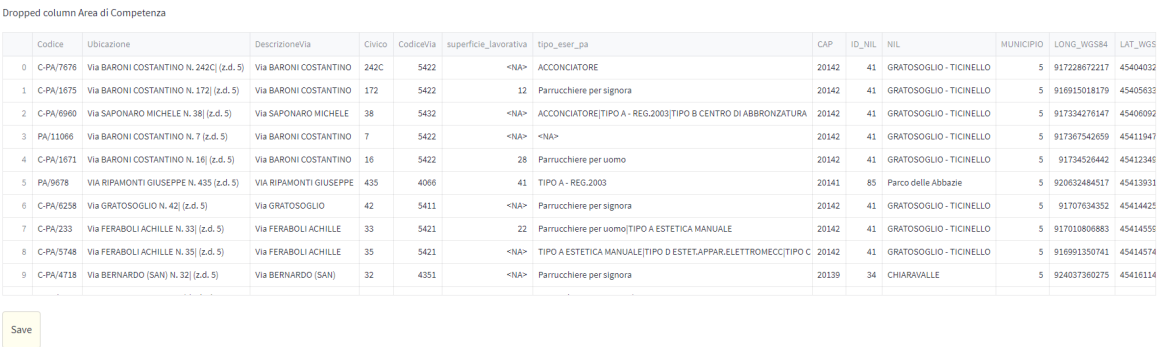 Dropped column Area di Competenza
Codice Ubicazione DescrizioneVia Civico CodiceVia superficie_lavorativa tipo_eser_pa CAP ID_NIL NIL MUNICIPIO LONG_WGS84 LAT_WGS
0 C-PA/7676 Via BARONI COSTANTINO N. 242C| (z.d. 5) Via BARONI COSTANTINO 242C 5422 <NA> ACCONCIATORE 20142 41 GRATOSOGLIO - TICINELLO 5 917228672217 45404032
1 C-PA/1675 Via BARONI COSTANTINO N. 172| (z.d. 5) Via BARONI COSTANTINO 172 5422 12 Parrucchiere per signora 20142 41 GRATOSOGLIO - TICINELLO 5 916915018179 45405633
2 C-PA/6960 Via SAPONARO MICHELE N. 38| (z.d. 5) Via SAPONARO MICHELE 38 5432 <NA> ACCONCIATORE|TIPO A - REG.2003|TIPO B CENTRO DI ABBRONZATURA 20142 41 GRATOSOGLIO - TICINELLO 5 917334276147 45406092
3 PA/11066 Via BARONI COSTANTINO N. 7 (z.d. 5) Via BARONI COSTANTINO 7 5422 <NA> <NA> 20142 41 GRATOSOGLIO - TICINELLO 5 917367542659 45411947
4 C-PA/1671 Via BARONI COSTANTINO N. 16| (z.d. 5) Via BARONI COSTANTINO 16 5422 28 Parrucchiere per uomo 20142 41 GRATOSOGLIO - TICINELLO 5 91734526442 45412349
5 PA/9678 VIA RIPAMONTI GIUSEPPE N. 435 (z.d. 5) VIA RIPAMONTI GIUSEPPE 435 4066 41 TIPO A - REG.2003 20141 85 Parco delle Abbazie 5 920632484517 45413931
6 C-PA/6258 Via GRATOSOGLIO N. 42| (z.d. 5) Via GRATOSOGLIO 42 5411 <NA> Parrucchiere per signora 20142 41 GRATOSOGLIO - TICINELLO 5 91707634352 45414425
7 C-PA/233 Via FERABOLI ACHILLE N. 33| (z.d. 5) Via FERABOLI ACHILLE 33 5421 22 Parrucchiere per uomo|TIPO A ESTETICA MANUALE 20142 41 GRATOSOGLIO - TICINELLO 5 917010806883 45414559
8 C-PA/5748 Via FERABOLI ACHILLE N. 35| (z.d. 5) Via FERABOLI ACHILLE 35 5421 <NA> TIPO A ESTETICA MANUALE|TIPO D ESTET.APPAR.ELETTROMECC|TIPO C 20142 41 GRATOSOGLIO - TICINELLO 5 916991350741 45414574
9 C-PA/4718 Via BERNARDO (SAN) N. 32| (z.d. 5) Via BERNARDO (SAN) 32 4351 <NA> Parrucchiere per signora 20139 34 CHIARAVALLE 5 924037360275 45416114
Save